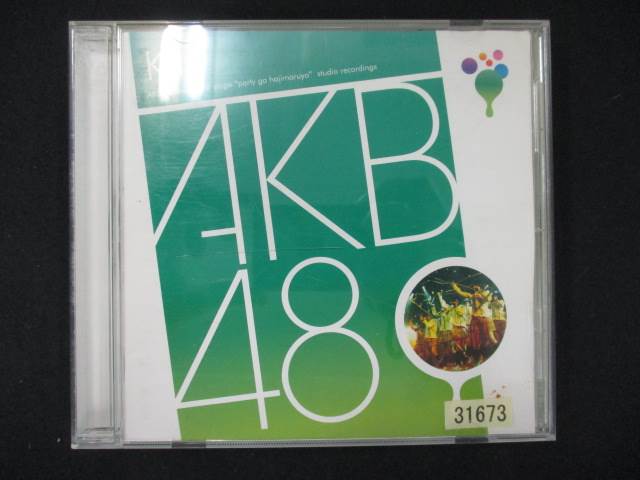 K
"party ga hajimaruyo" studio recordings
AKB
48
31673